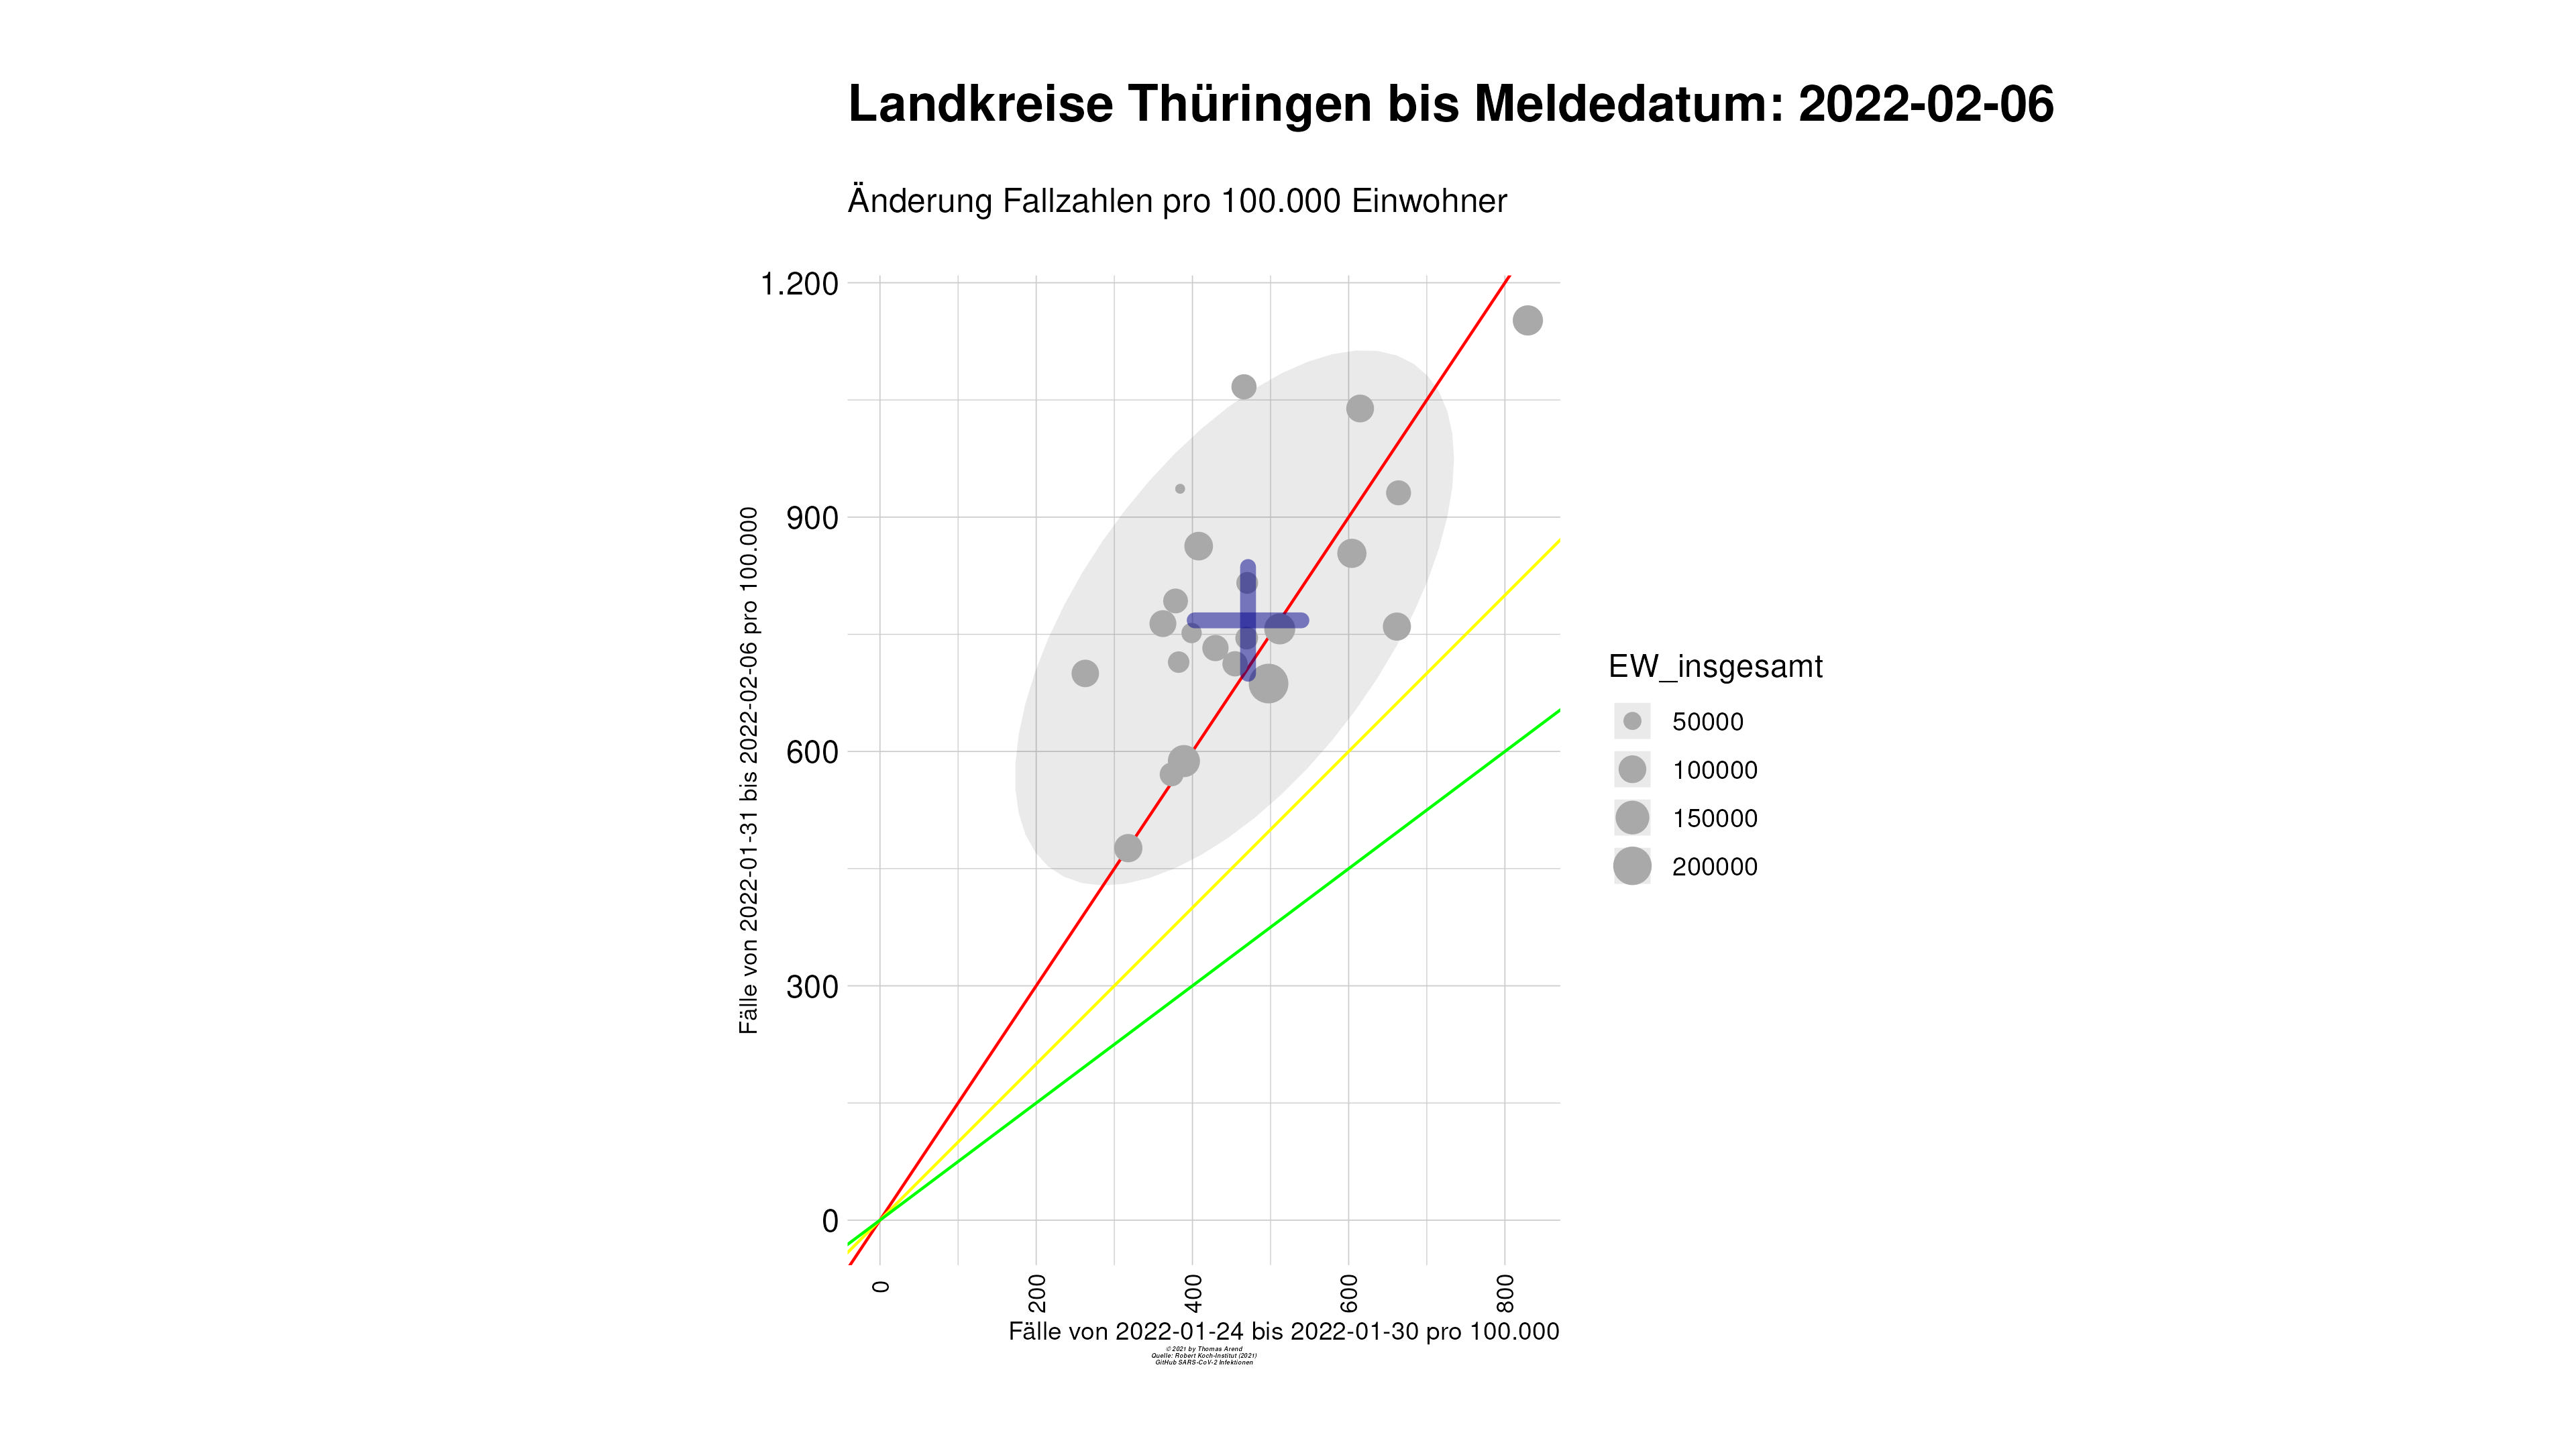 Landkreise Thüringen bis Meldedatum: 2022-02-06
Änderung Fallzahlen pro 100.000 Einwohner
Fälle von 2022-01-31 bis 2022-02-06 pro 100.000
1.200
900
600
300
0
0
200
400
600
800
Fälle von 2022-01-24 bis 2022-01-30 pro 100.000
© 2021 by Thomas Arend
Quelle: Robert Koch-Institut (2021)
GitHub SARS-CoV-2 Infektionen
EW_insgesamt
50000
100000
150000
200000